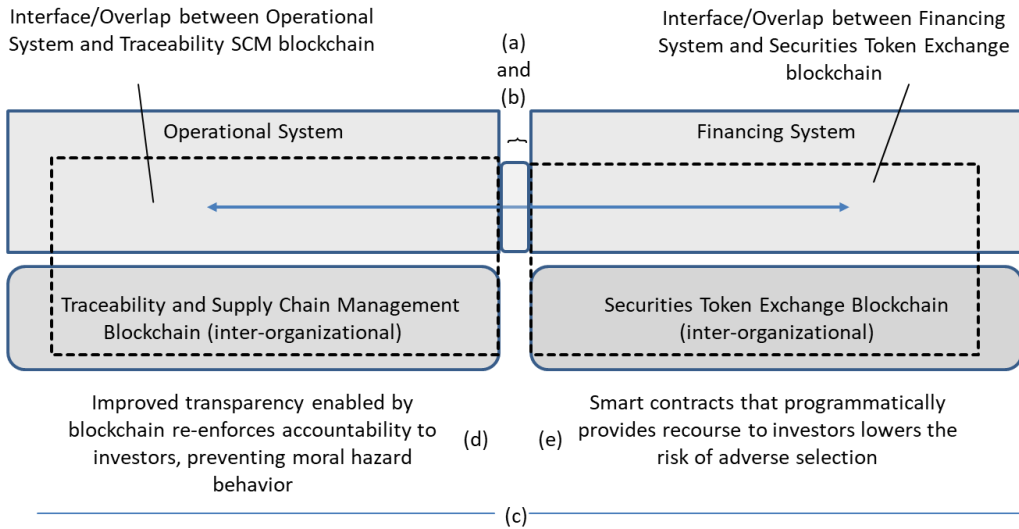 Interface/Overlap between Operational
System and Traceability SCM blockchain
(a)
and
(b)
Interface/Overlap between Financing
System and Securities Token Exchange
blockchain
Operational System
Financing System
Traceability and Supply Chain Management
Blockchain (inter-organizational)
Securities Token Exchange Blockchain
(inter-organizational)
Improved transparency enabled by
blockchain re-enforces accountability to
investors, preventing moral hazard
behavior
(d)
(e)
Smart contracts that programmatically
provides recourse to investors lowers the
risk of adverse selection
(c)